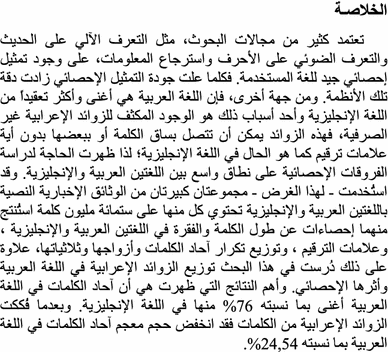 الخلاصة
تعتمد كثير من مجالات البحوث، مثل التعرف الآلي على الحديث
والتعرف الضوئي على الأحرف واسترجاع المعلومات، على وجود تمثيل
إحصائي جيد للغة المستخدمة. فكلما علت جودة التمثيل الإحصائي زادت دقة
تلك الأنظمة. ومن جهة أخرى، فإن اللغة العربية هي أغنى وأكثر تعقيداً من
اللغة الإنجليزية وأحد أسباب ذلك هو الوجود المكثف للزوائد الإعرابية غير
الصرفية، فهذه الزوائد يمكن أن تتصل بساق الكلمة أو ببعضها بدون أية
علامات ترقيم كما هو الحال في اللغة الإنجليزية؛ لذا ظهرت الحاجة لدراسة
الفروقات الإحصائية على نطاق واسع بين اللغتين العربية والإنجليزية. وقد
استُخدمت - لهذا الغرض - مجموعتان كبيرتان من الوثائق الإخبارية النصية
باللغتين العربية والإنجليزية تحتوي كل منها على ستمائة مليون كلمة استُنتج
منهما إحصاءات عن طول الكلمة والفقرة في اللغتين العربية والإنجليزية ،
وعلامات الترقيم ، وتوزيع تكرار آحاد الكلمات وأزواجها وثلاثياتها، علاوة
على ذلك دُرست في هذا البحث توزيع الزوائد الإعرابية في اللغة العربية
وأثرها الإحصائي. وأهم النتائج التي ظهرت هي أن آحاد الكلمات في اللغة
العربية أغنى بما نسبته 76% منها في اللغة الإنجليزية. وبعدما فككت
الزوائد الإعرابية من الكلمات فقد انخفض حجم معجم آحاد الكلمات في اللغة
العربية بما نسبته 24,54%.